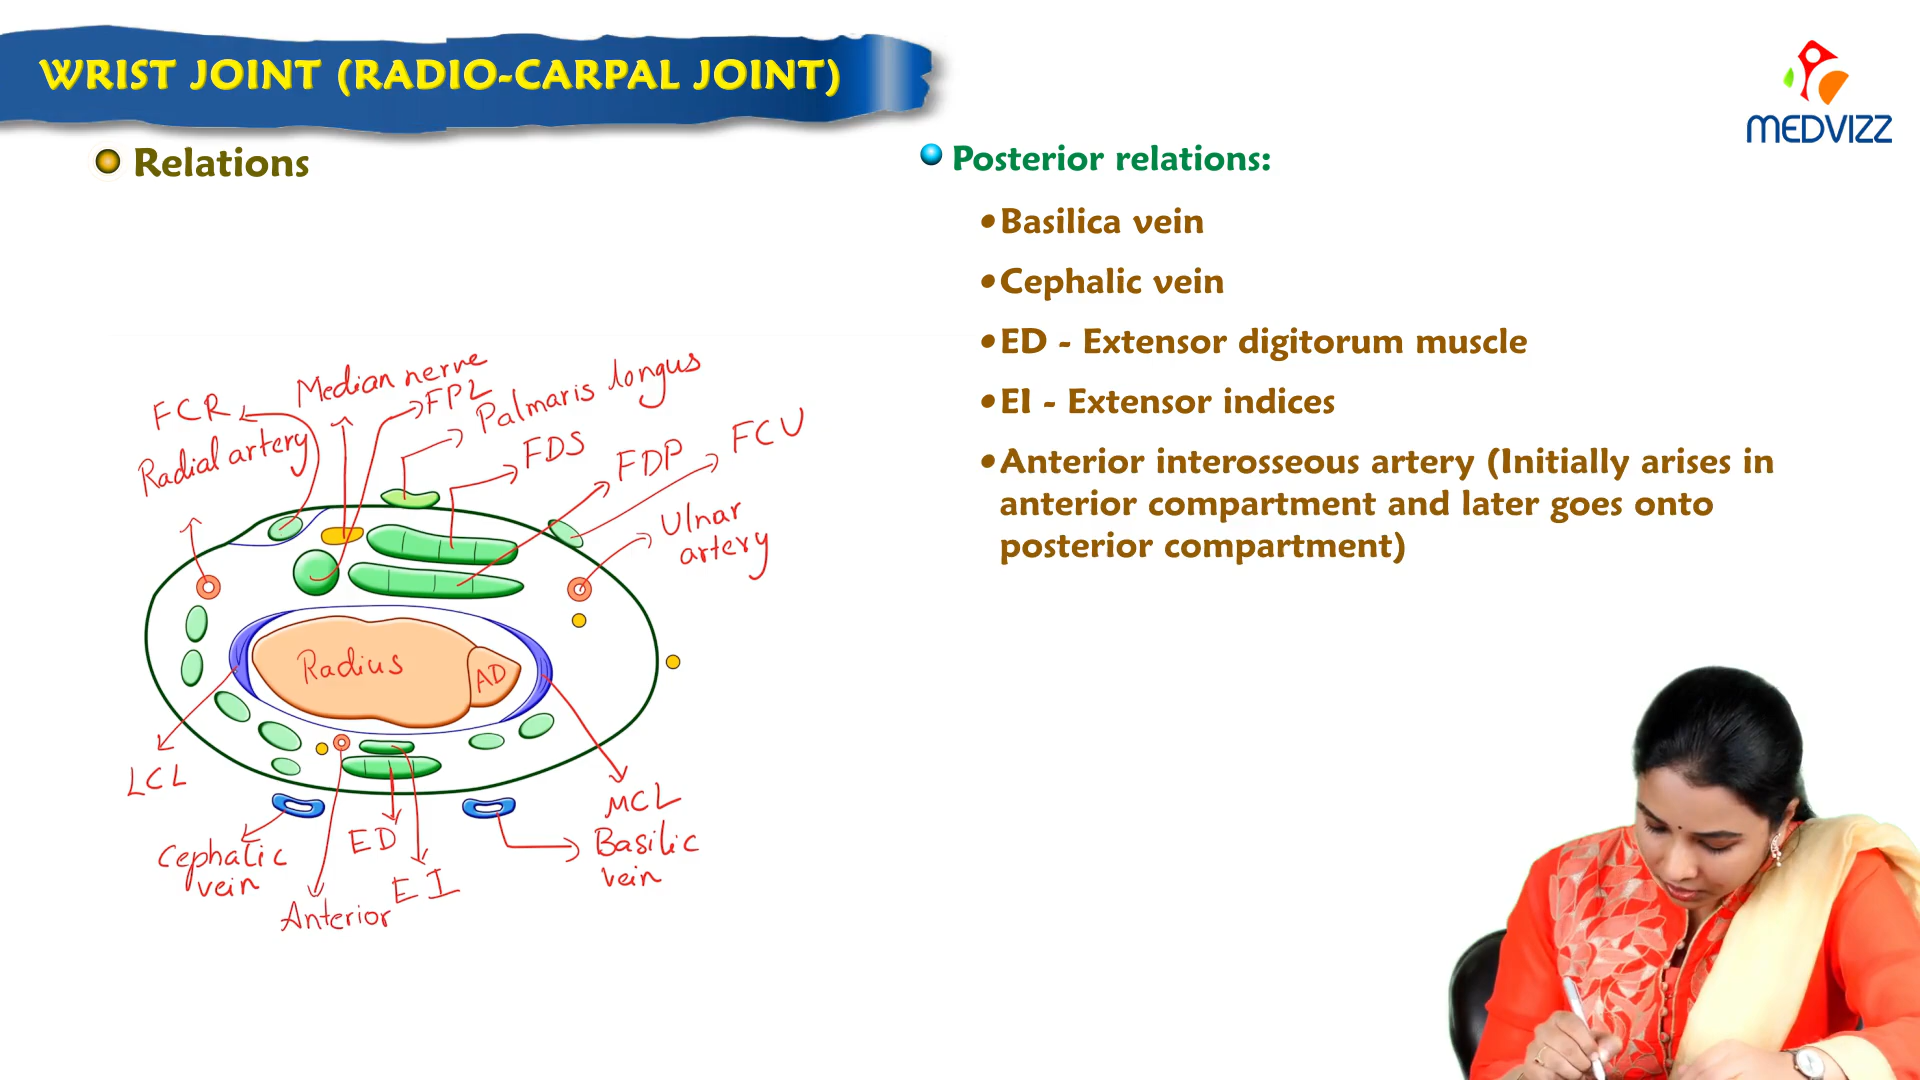 WRIST JOINT (RADIO-CARPAL JOINT)
MEDVIZZ
Relations
Median nerve
FCR
FPL
Palmaris longus
Radial artery
FDS
FDP
FCU
Ulnar
artery
Radius
AD
LCL
MCL
Cephalic
vein
ED
EI
Basilic
vein
Anterior
Posterior relations:
•Basilica vein
•Cephalic vein
•ED - Extensor digitorum muscle
•EI - Extensor indices
•Anterior interosseous artery (Initially arises in
anterior compartment and later goes onto
posterior compartment)